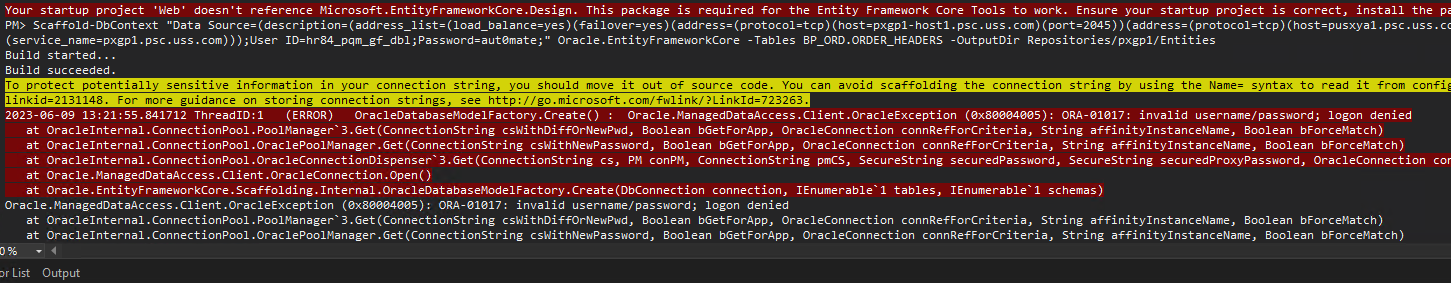 Your startup project 'Web' doesn't reference Microsoft.EntityFrameworkCore.Design. This package is required for the Entity Framework Core Tools to work. Ensure your startup project is correct, install the pa
PM> Scaffold-DbContext "Data Source=(description=(address_list=(load_balance=yes)(failover=yes)(address=(protocol=tcp)(host=pxgp1-host1.psc.uss.com)(port=2045))(address=(protocol=tcp)(host=pusxya1.psc.uss.co
(service_name=pxgp1.psc.uss.com)));User ID=hr84_pqm_gf_dbl;Password=aut0mate;" Oracle.EntityFrameworkCore -Tables BP_ORD.ORDER_HEADERS -OutputDir Repositories/pxgp1/Entities
Build started...
Build succeeded.
To protect potentially sensitive information in your connection string, you should move it out of source code. You can avoid scaffolding the connection string by using the Name= syntax to read it from config
linkid=2131148. For more guidance on storing connection strings, see http://go.microsoft.com/fwlink/?LinkId=723263.
2023-06-09 13:21:55.841712 ThreadID:1 (ERROR) OracleDatabaseModelFactory.Create() : Oracle.ManagedDataAccess.Client.OracleException (0x80004005): ORA-01017: invalid username/password; logon denied
at OracleInternal.ConnectionPool.PoolManager`3.Get(ConnectionString csWithDiffOrNewPwd, Boolean bGetForApp, OracleConnection connRefForCriteria, String affinityInstanceName, Boolean bForceMatch)
at OracleInternal.ConnectionPool.OraclePoolManager.Get(ConnectionString csWithNewPassword, Boolean bGetForApp, OracleConnection connRefForCriteria, String affinityInstanceName, Boolean bForceMatch)
at OracleInternal.ConnectionPool.OracleConnectionDispenser`3.Get(ConnectionString cs, PM conPM, ConnectionString pmCS, SecureString securedPassword, SecureString securedProxyPassword, OracleConnection con
at Oracle.ManagedDataAccess.Client.OracleConnection.Open()
at Oracle.EntityFrameworkCore.Scaffolding.Internal.OracleDatabaseModelFactory.Create(DbConnection connection, IEnumerable`1 tables, IEnumerable`1 schemas)
Oracle.ManagedDataAccess.Client.OracleException (0x80004005): ORA-01017: invalid username/password; logon denied
at OracleInternal.ConnectionPool.PoolManager`3.Get(ConnectionString csWithDiffOrNewPwd, Boolean bGetForApp, OracleConnection connRefForCriteria, String affinityInstanceName, Boolean bForceMatch)
at OracleInternal.ConnectionPool.OraclePoolManager.Get(ConnectionString csWithNewPassword, Boolean bGetForApp, OracleConnection connRefForCriteria, String affinityInstanceName, Boolean bForceMatch)
0 %
or List Output